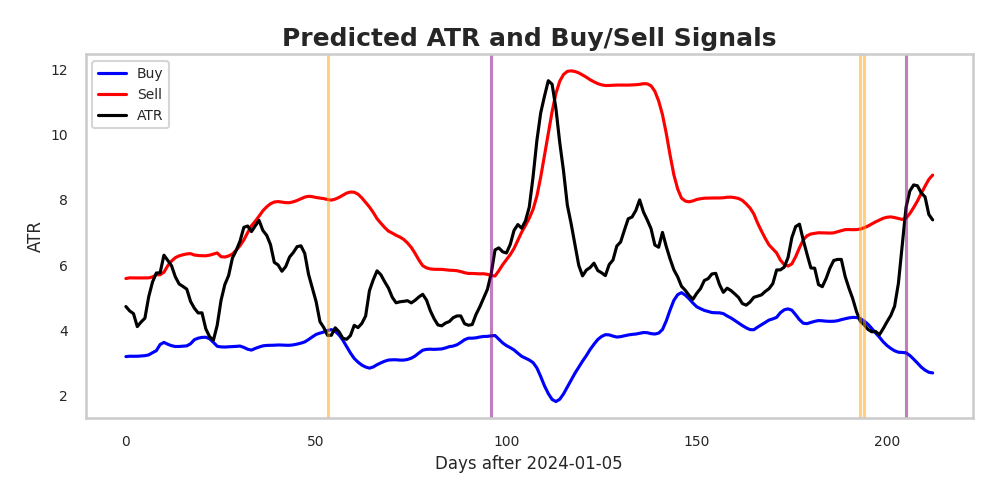 Predicted ATR and Buy/Sell Signals
Buy
Sell
ATR
12
10
8
6
4
2
ATR
0 50 100 150 200
Days after 2024-01-05